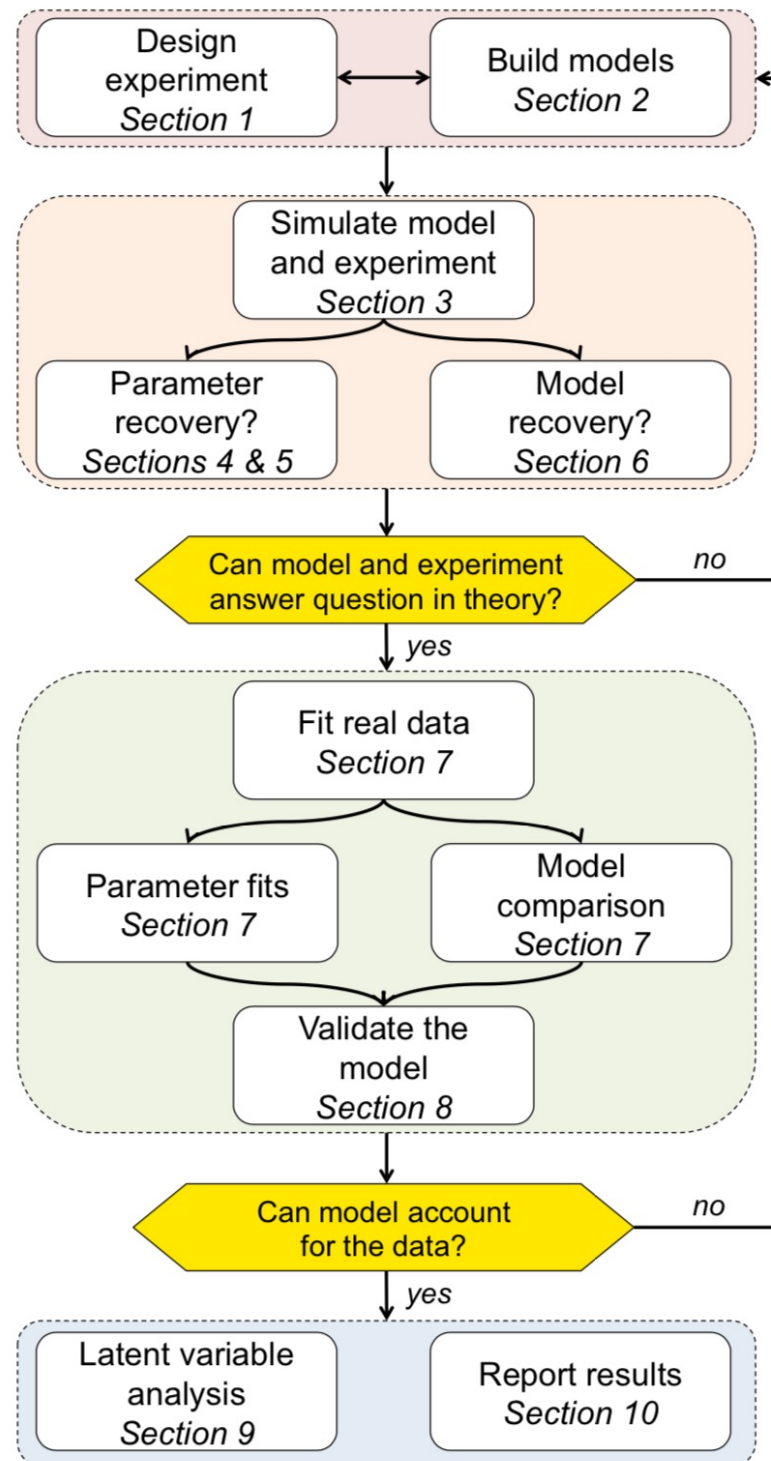 Design
experiment
Section 1
Build models
Section 2
Simulate model
and experiment
Section 3
Parameter
recovery?
Sections 4 & 5
Model
recovery?
Section 6
Can model and experiment
answer question in theory?
no
yes
Fit real data
Section 7
Parameter fits
Section 7
Model
comparison
Section 7
Validate the
model
Section 8
Can model account
for the data?
no
yes
Latent variable
analysis
Section 9
Report results
Section 10